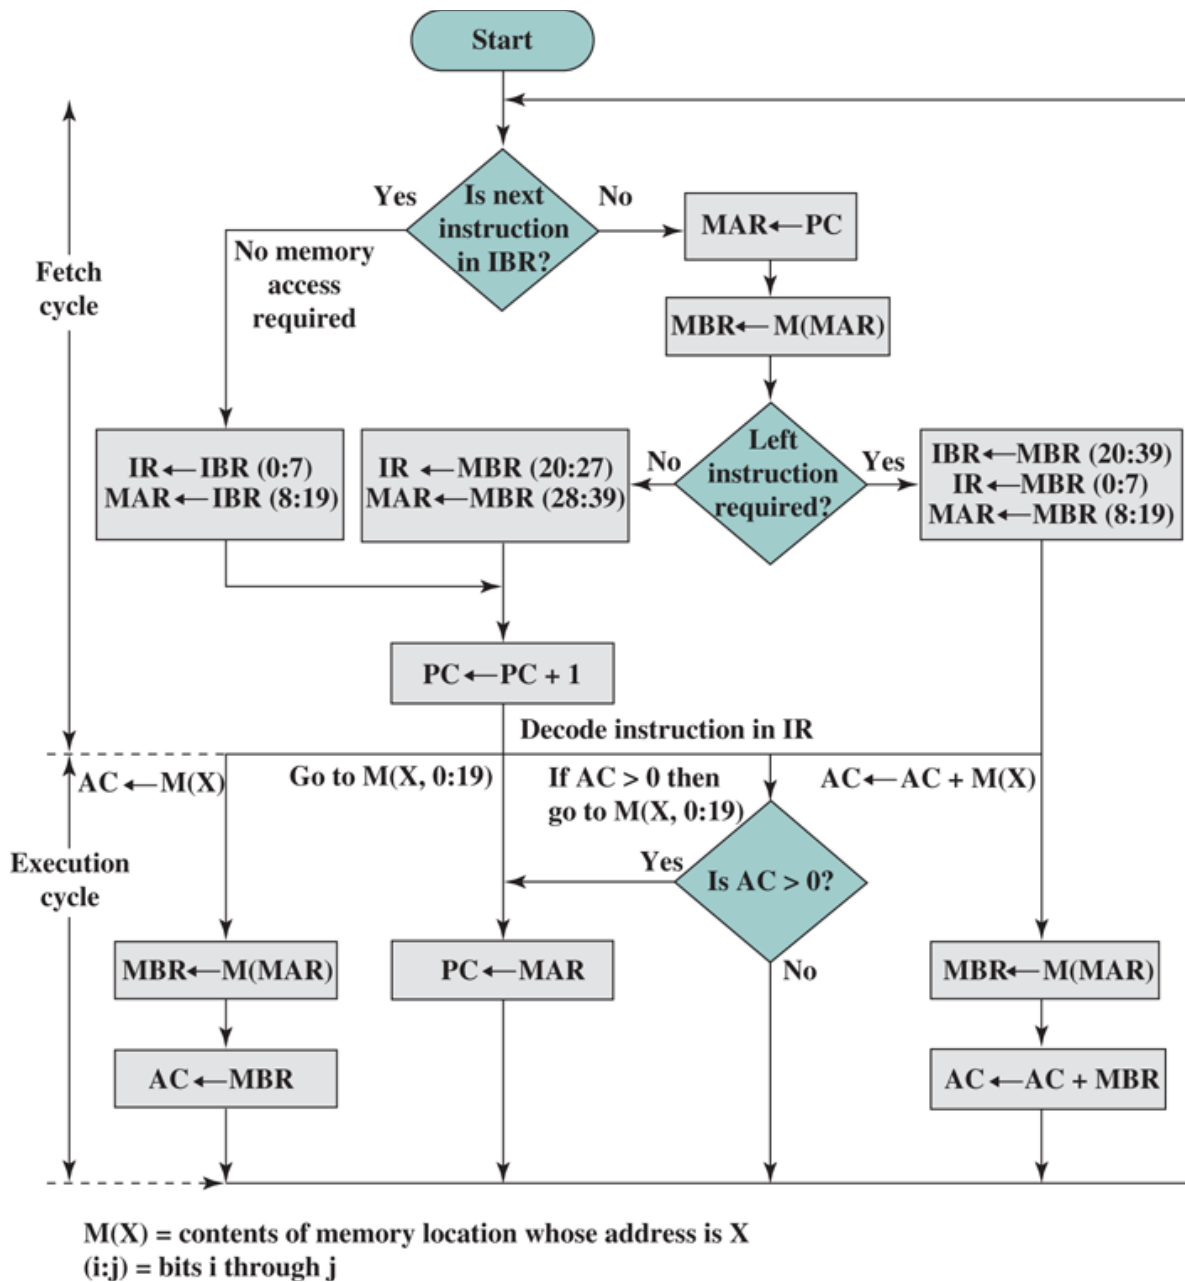 Start
Fetch
cycle
Yes
Is next
instruction
in IBR?
No
MAR←PC
No memory
access
required
MBR←M(MAR)
IR←IBR (0:7)
MAR←IBR (8:19)
IR ←MBR (20:27)
MAR←MBR (28:39)
No
Left
instruction
required?
Yes
IBR←MBR (20:39)
IR←MBR (0:7)
MAR←MBR (8:19)
PC←PC + 1
Decode instruction in IR
Execution
cycle
AC←M(X)
Go to M(X, 0:19)
If AC > 0 then
go to M(X, 0:19)
AC←AC + M(X)
Yes
Is AC > 0?
No
MBR←M(MAR)
PC←MAR
MBR←M(MAR)
AC←MBR
AC←AC + MBR
M(X) = contents of memory location whose address is X
(i:j) = bits i through j